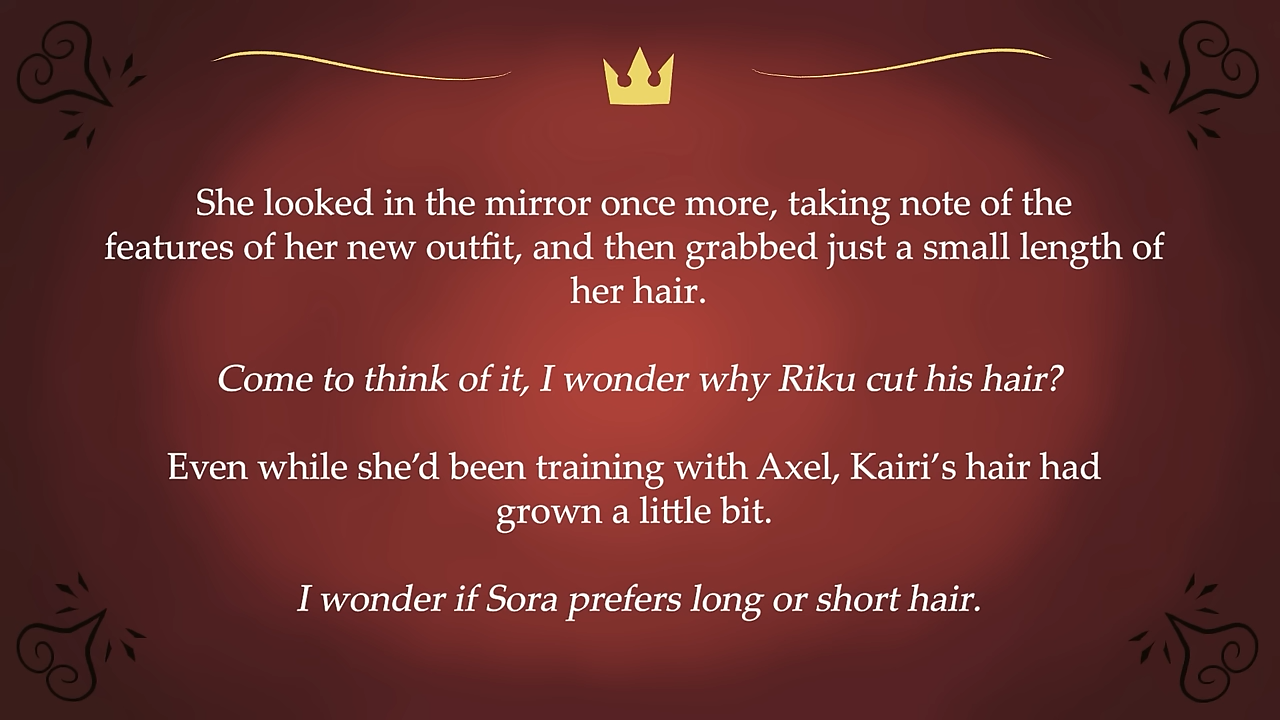 She looked in the mirror once more, taking note of the
features of her new outfit, and then grabbed just a small length of
her hair.
Come to think of it, I wonder why Riku cut his hair?
Even while she’d been training with Axel, Kairi’s hair had
grown a little bit.
I wonder if Sora prefers long or short hair.